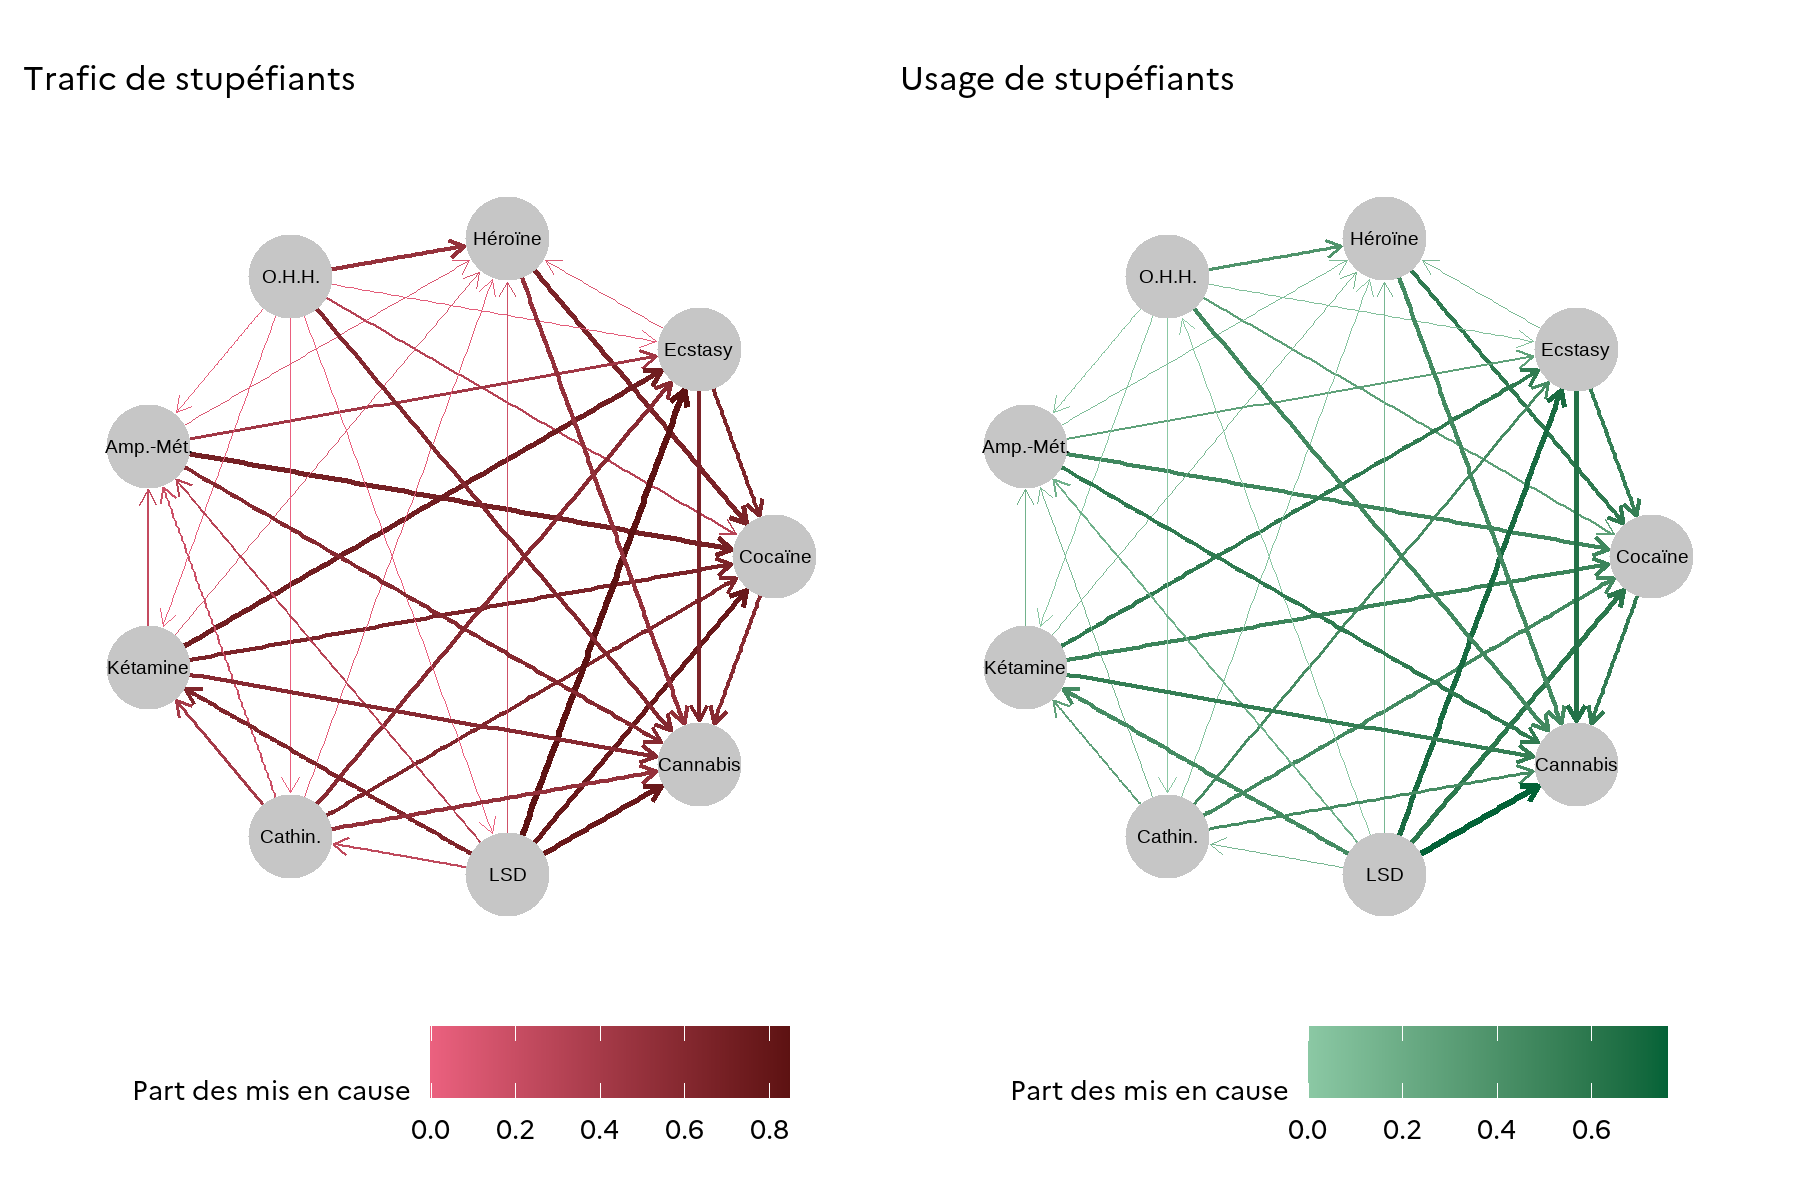 Trafic de stupéfiants
Usage de stupéfiants
Héroïne
O.H.H.
Ecstasy
Amp.-Mét.
Cocaïne
Kétamine
Cannabis
Cathin.
LSD
Héroïne
O.H.H.
Ecstasy
Amp.-Mét.
Cocaïne
Kétamine
Cannabis
Cathin.
LSD
Part des mis en cause
0.0 0.2 0.4 0.6 0.8
Part des mis en cause
0.0 0.2 0.4 0.6